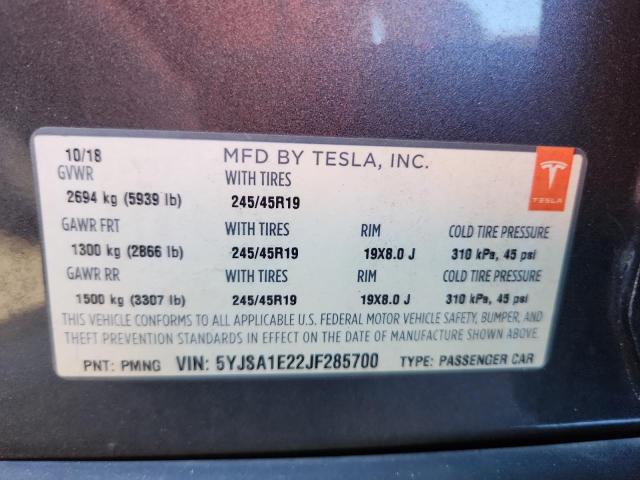 10/18 MFD BY TESLA, INC.
GVWR WITH TIRES
2694 kg (5939 lb) 245/45R19
TESLA
GAWR FRT WITH TIRES RIM COLD TIRE PRESSURE
1300 kg (2866 lb) 245/45R19 19X8.0 J 310 kPa, 45 psi
GAWR RR WITH TIRES RIM COLD TIRE PRESSURE
1500 kg (3307 lb) 245/45R19 19X8.0 J 310 kPa, 45 psi
THIS VEHICLE CONFORMS TO ALL APPLICABLE U.S. FEDERAL MOTOR VEHICLE SAFETY, BUMPER, AND
THEFT PREVENTION STANDARDS IN EFFECT ON THE DATE OF MANUFACTURE SHOWN ABOVE.
PNT: PMNG VIN: 5YJSA1E22JF285700 TYPE: PASSENGER CAR